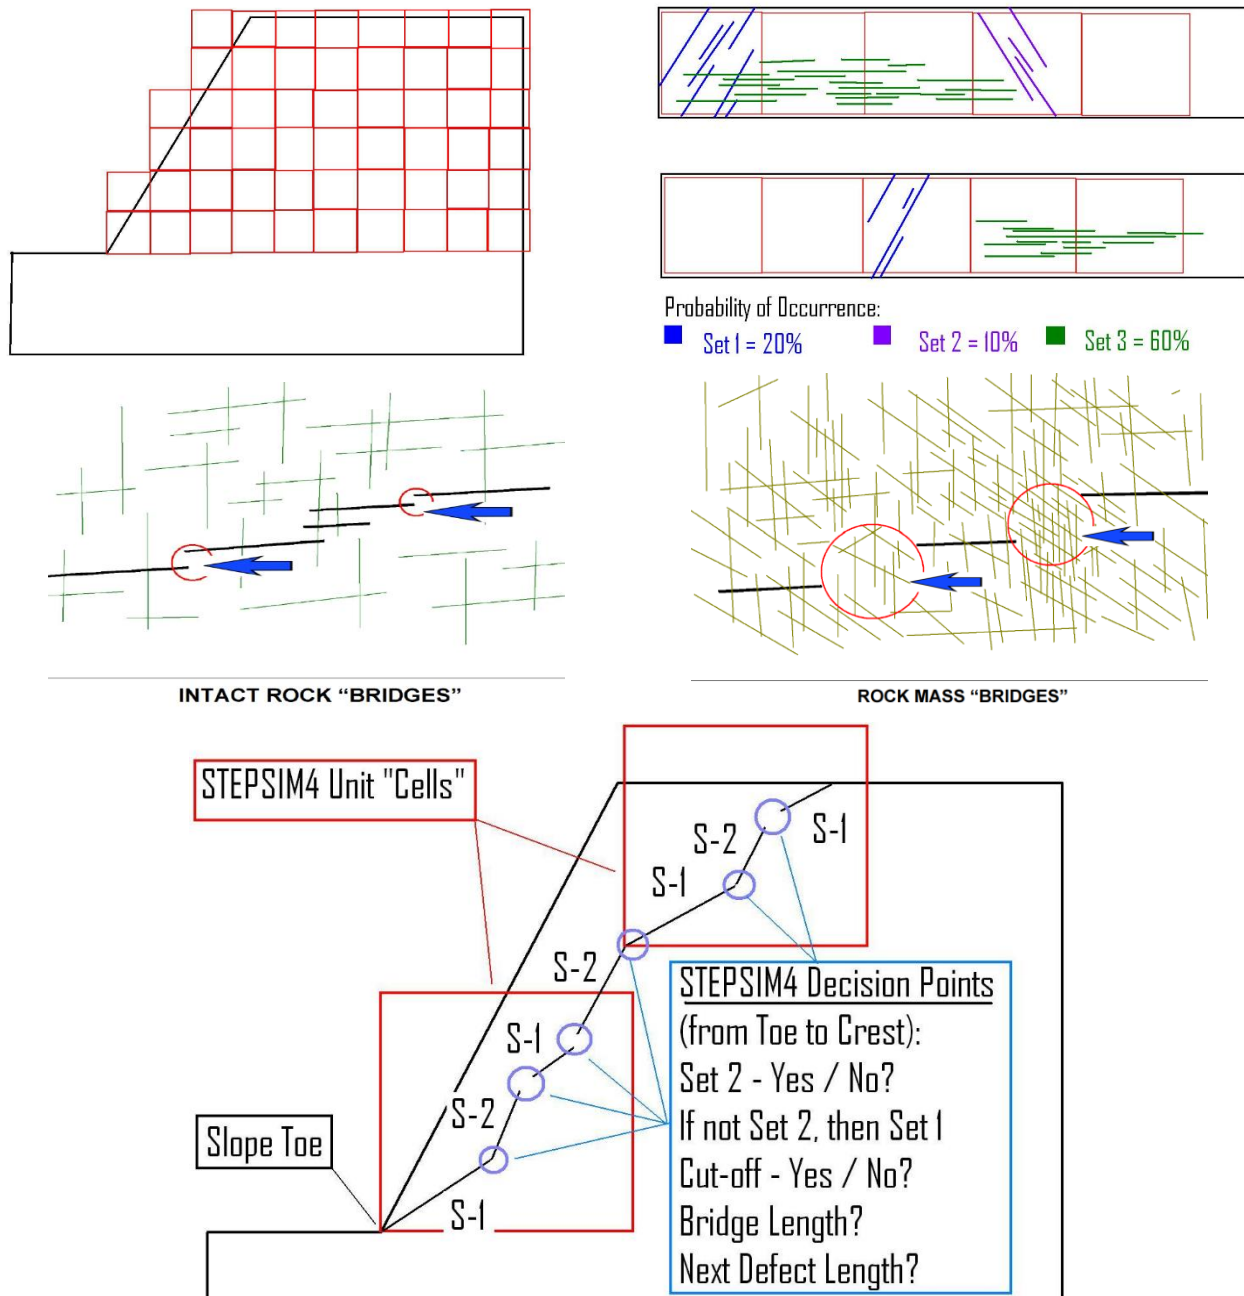 Probability of Occurrence:
Set 1 = 20%
Set 2 = 10%
Set 3 = 60%
INTACT ROCK “BRIDGES”
ROCK MASS “BRIDGES”
STEPSIM4 Unit "Cells"
S-1
S-2
S-1
S-2
S-1
S-2
S-1
Slope Toe
STEPSIM4 Decision Points
(from Toe to Crest):
Set 2 - Yes / No?
If not Set 2, then Set 1
Cut-off - Yes / No?
Bridge Length?
Next Defect Length?